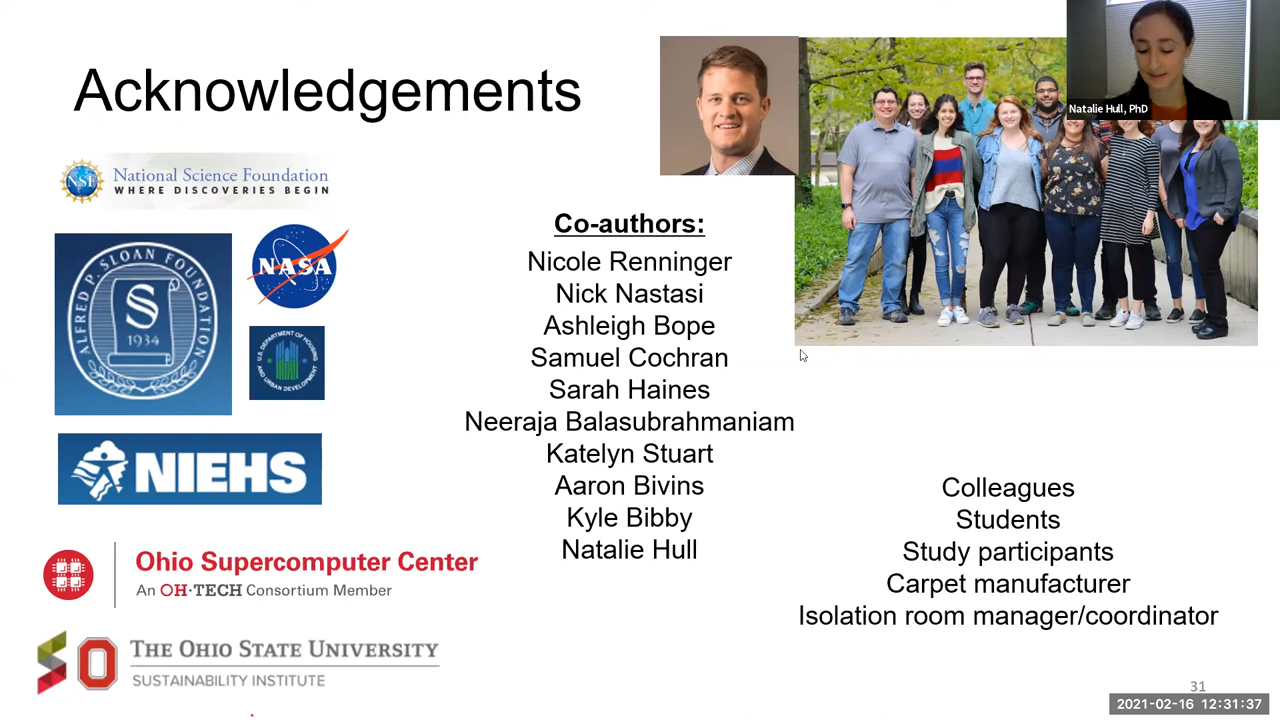 Acknowledgements
Natalie Hull, PhD
NSF
National Science Foundation
WHERE DISCOVERIES BEGIN
ALFRED P. SLOAN FOUNDATION
S
1934
NASA
U.S. DEPARTMENT OF HOUSING
AND URBAN DEVELOPMENT
NIEHS
Ohio Supercomputer Center
An OH·TECH Consortium Member
O
THE OHIO STATE UNIVERSITY
SUSTAINABILITY INSTITUTE
Co-authors:
Nicole Renninger
Nick Nastasi
Ashleigh Bope
Samuel Cochran
Sarah Haines
Neeraja Balasubrahmaniam
Katelyn Stuart
Aaron Bivins
Kyle Bibby
Natalie Hull
Colleagues
Students
Study participants
Carpet manufacturer
Isolation room manager/coordinator
31
2021-02-16 12:31:37